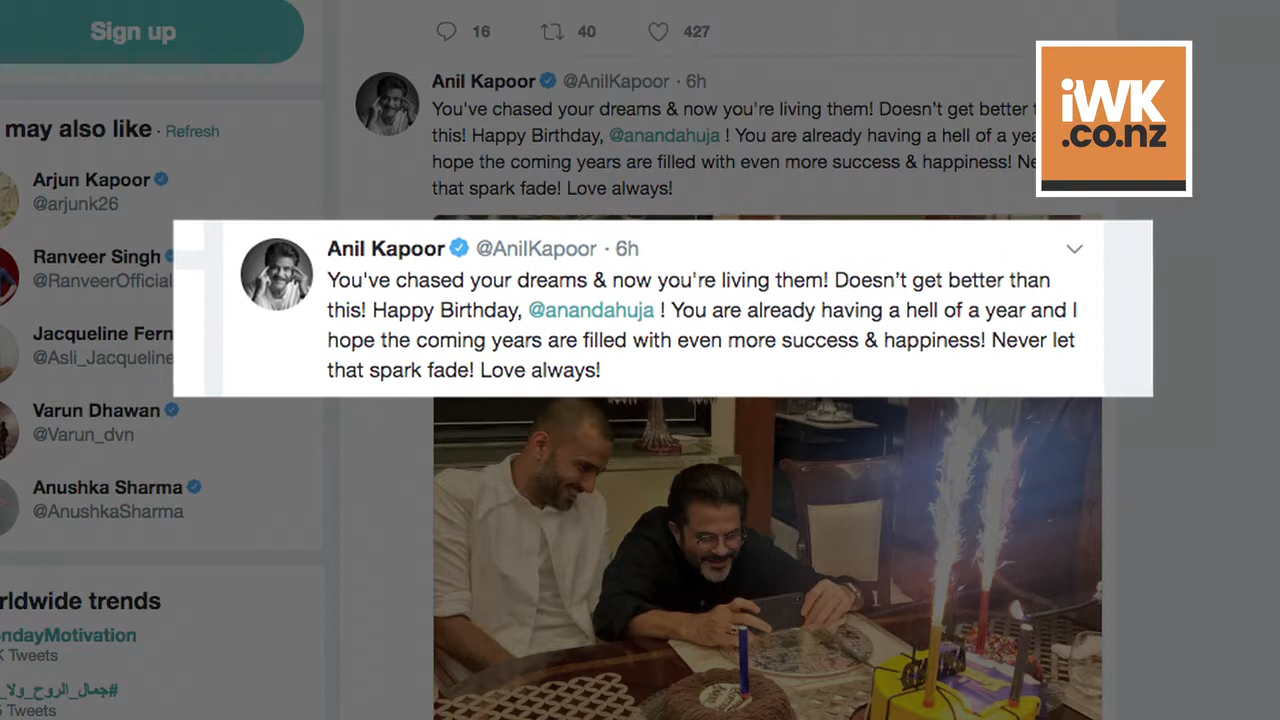 Sign up
16 40 427
Anil Kapoor @AnilKapoor · 6h
You've chased your dreams & now you're living them! Doesn't get better
this! Happy Birthday, @anandahuja ! You are already having a hell of a
hope the coming years are filled with even more success & happiness!
that spark fade! Love always!
iWK
.co.nz
may also like · Refresh
Arjun Kapoor
@arjunk26
Ranveer Singh
@RanveerOfficial
Jacqueline Fern
@Asli_Jacqueline
Varun Dhawan
@Varun_dvn
Anushka Sharma
@AnushkaSharma
Anil Kapoor @AnilKapoor · 6h
You've chased your dreams & now you're living them! Doesn't get better than
this! Happy Birthday, @anandahuja ! You are already having a hell of a year and I
hope the coming years are filled with even more success & happiness! Never let
that spark fade! Love always!
rldwide trends
ndayMotivation
K Tweets
#جمال_الروح_ولا_
Tweets